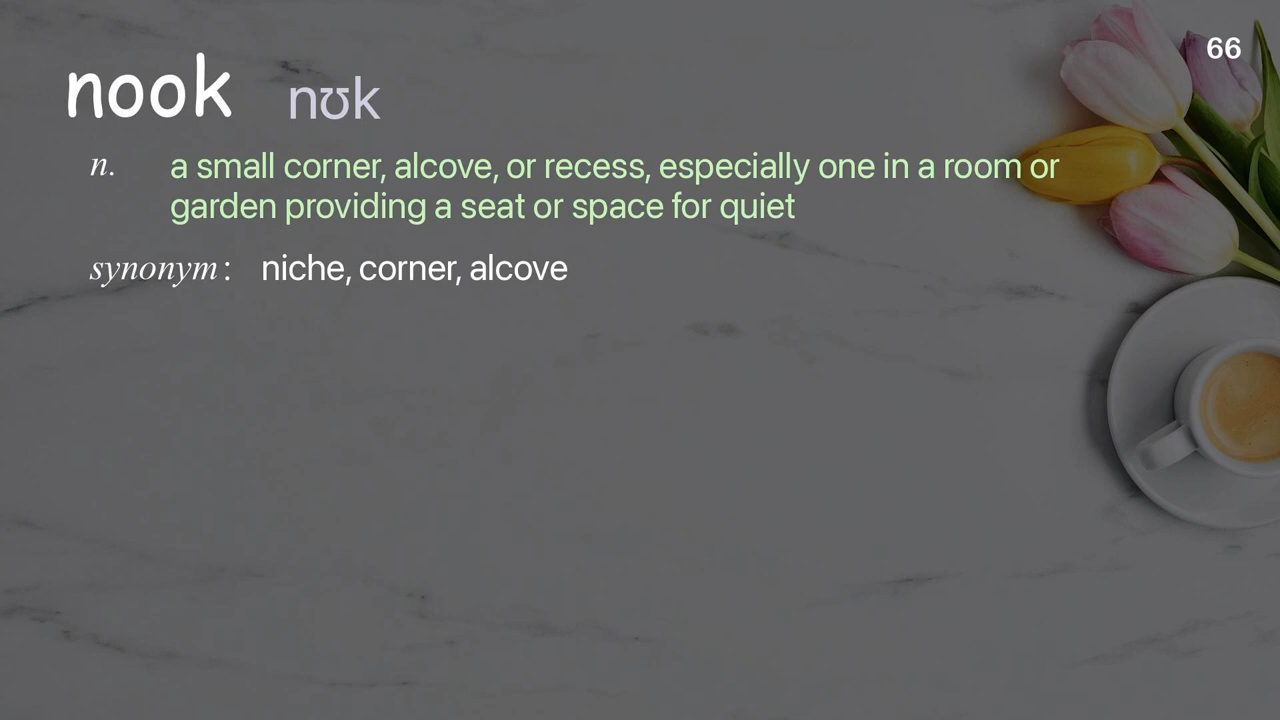 66
nook nʊk
n. a small corner, alcove, or recess, especially one in a room or
garden providing a seat or space for quiet
synonym : niche, corner, alcove